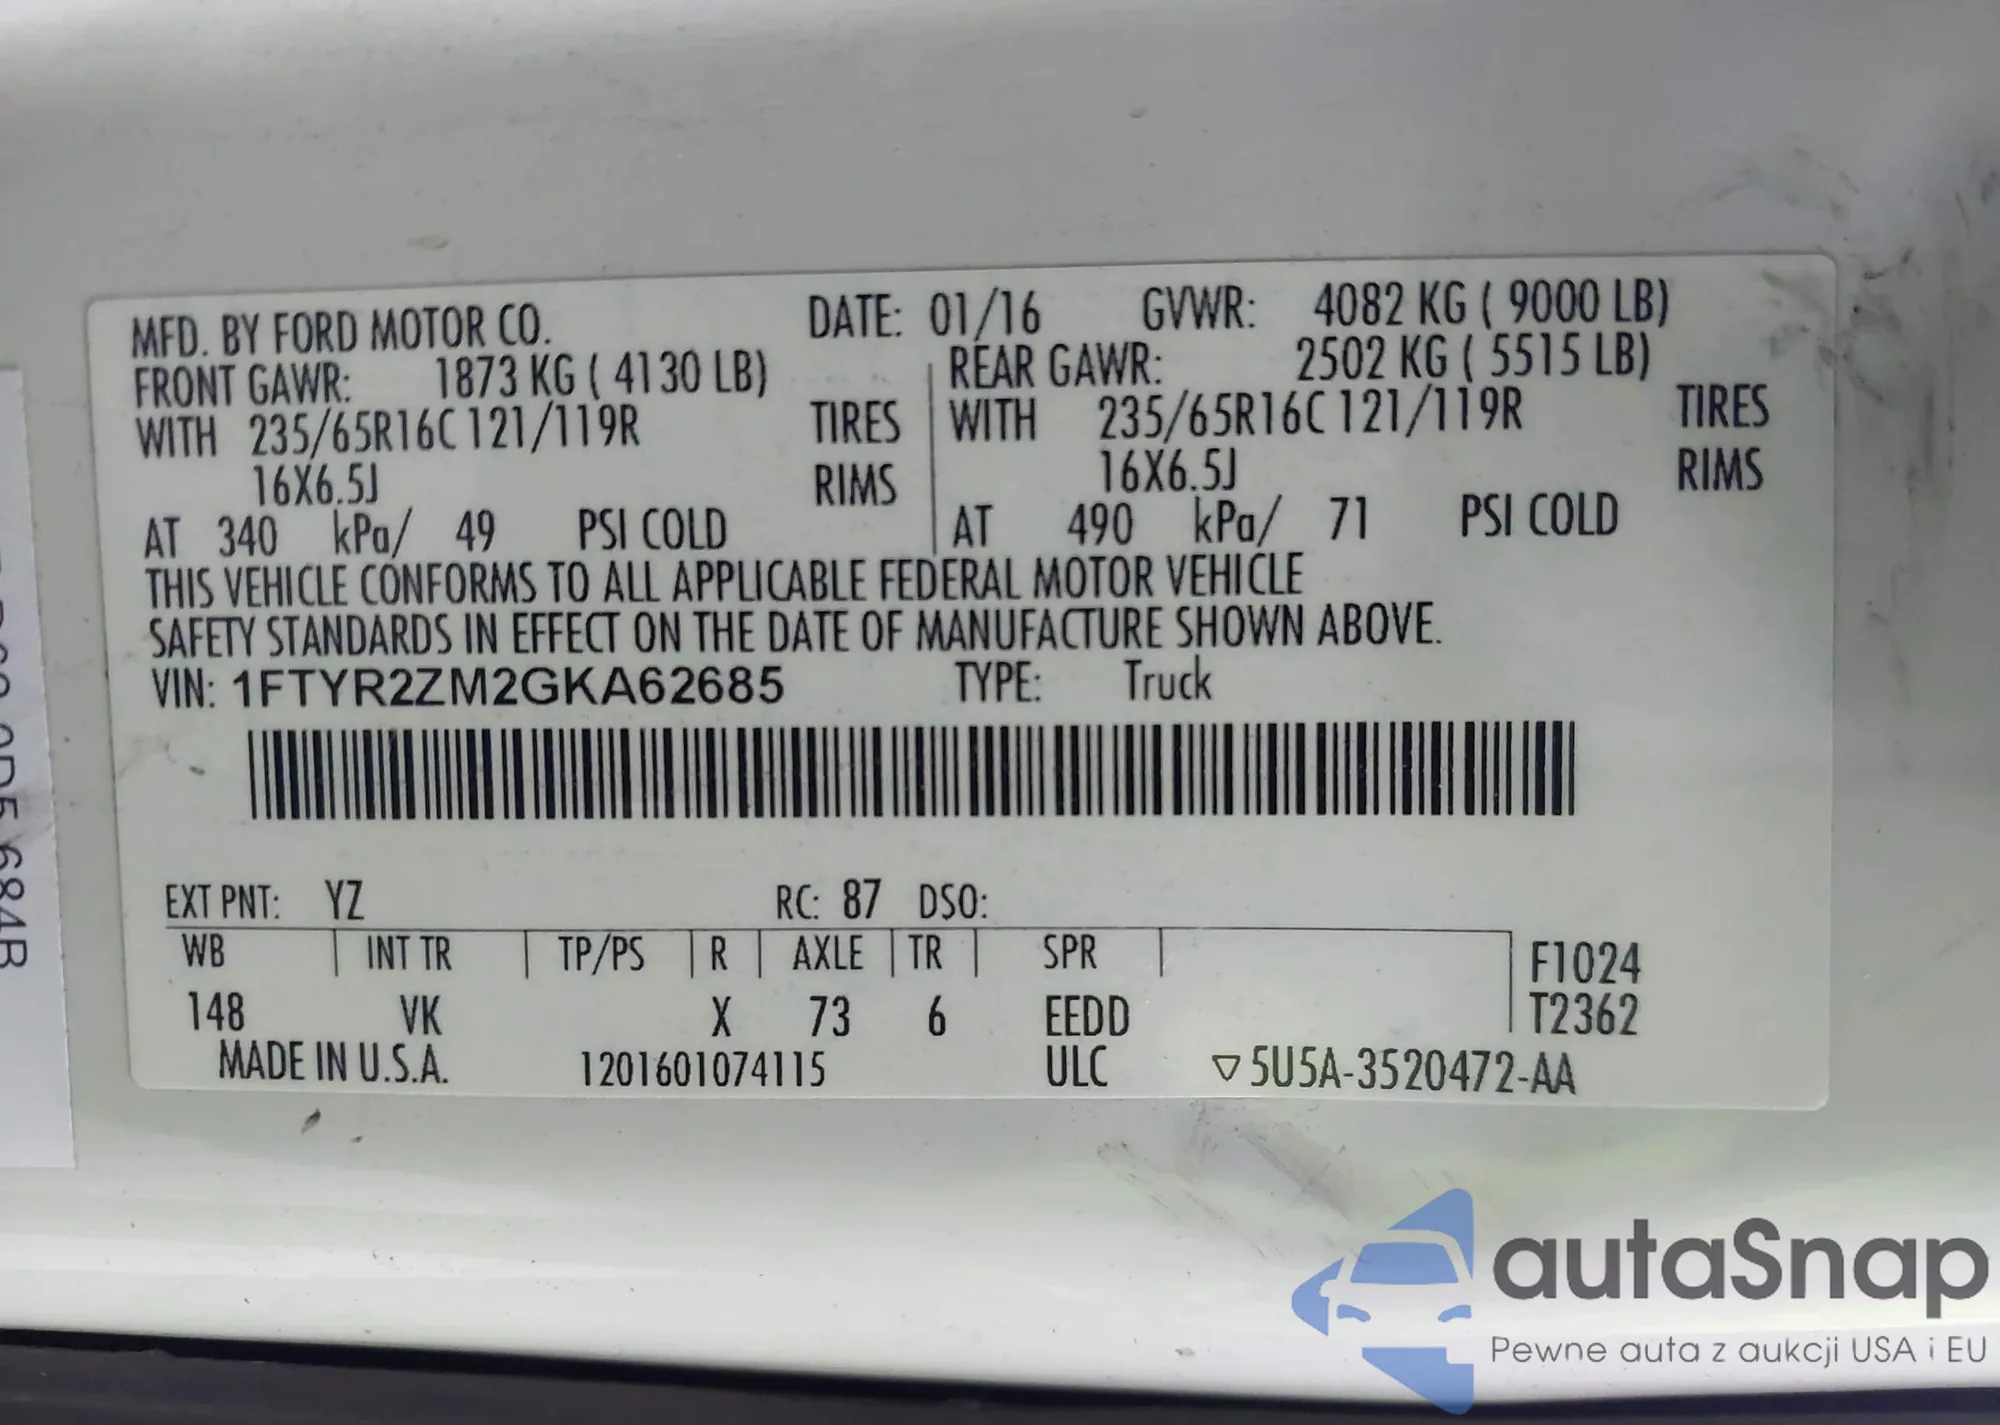 MFD. BY FORD MOTOR CO. DATE: 01/16 GVWR: 4082 KG ( 9000 LB)
FRONT GAWR: 1873 KG ( 4130 LB) REAR GAWR: 2502 KG ( 5515 LB)
WITH 235/65R16C 121/119R TIRES WITH 235/65R16C 121/119R TIRES
16X6.5J RIMS 16X6.5J RIMS
AT 340 kPa/ 49 PSI COLD AT 490 kPa/ 71 PSI COLD
THIS VEHICLE CONFORMS TO ALL APPLICABLE FEDERAL MOTOR VEHICLE
SAFETY STANDARDS IN EFFECT ON THE DATE OF MANUFACTURE SHOWN ABOVE.
VIN: 1FTYR2ZM2GKA62685 TYPE: Truck
EXT PNT: YZ RC: 87 DSO:
WB INT TR TP/PS R AXLE TR SPR F1024
148 VK X 73 6 EEDD T2362
MADE IN U.S.A. 1201601074115 ULC ▽5U5A-3520472-AA
autaSnap
Pewne auta z aukcji USA i EU